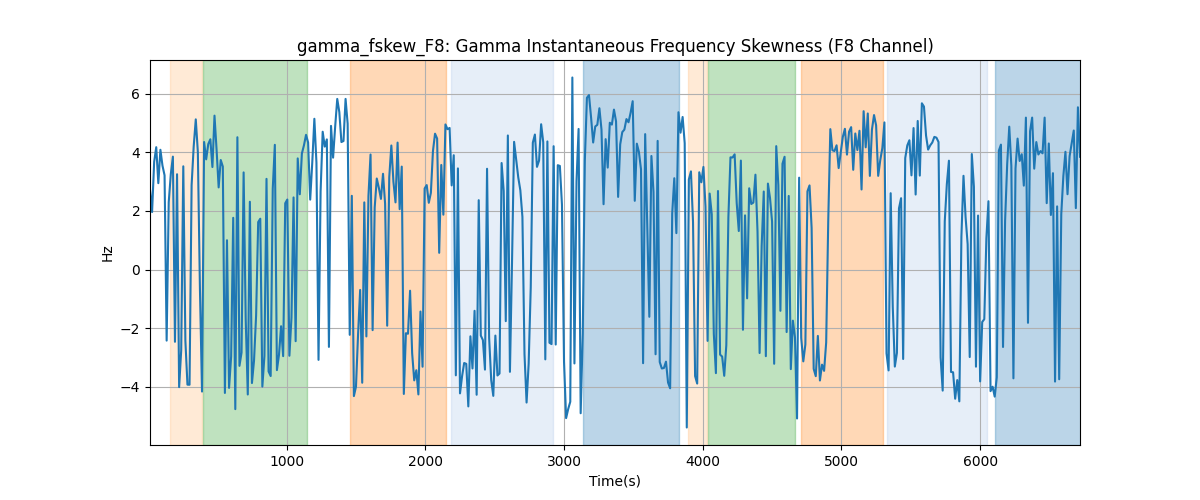 gamma_fskew_F8: Gamma Instantaneous Frequency Skewness (F8 Channel)
6
4
2
0
−2
−4
Hz
1000 2000 3000 4000 5000 6000
Time(s)